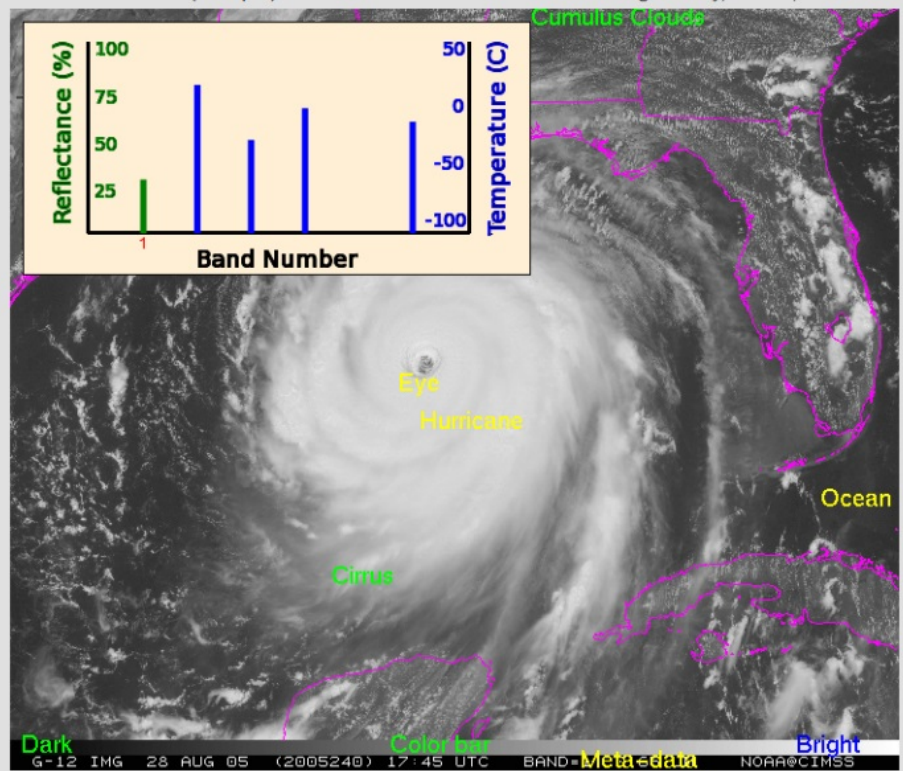 Cumulus Clouds
Reflectance (%)
100
75
50
25
50
0
-50
-100
Temperature (C)
1
Band Number
Eye
Hurricane
Ocean
Cirrus
Dark
Color bar
Bright
G-12 IMG 28 AUG 05 (2005240) 17:45 UTC BAND=
Meta-data
NOAA@CIMSS